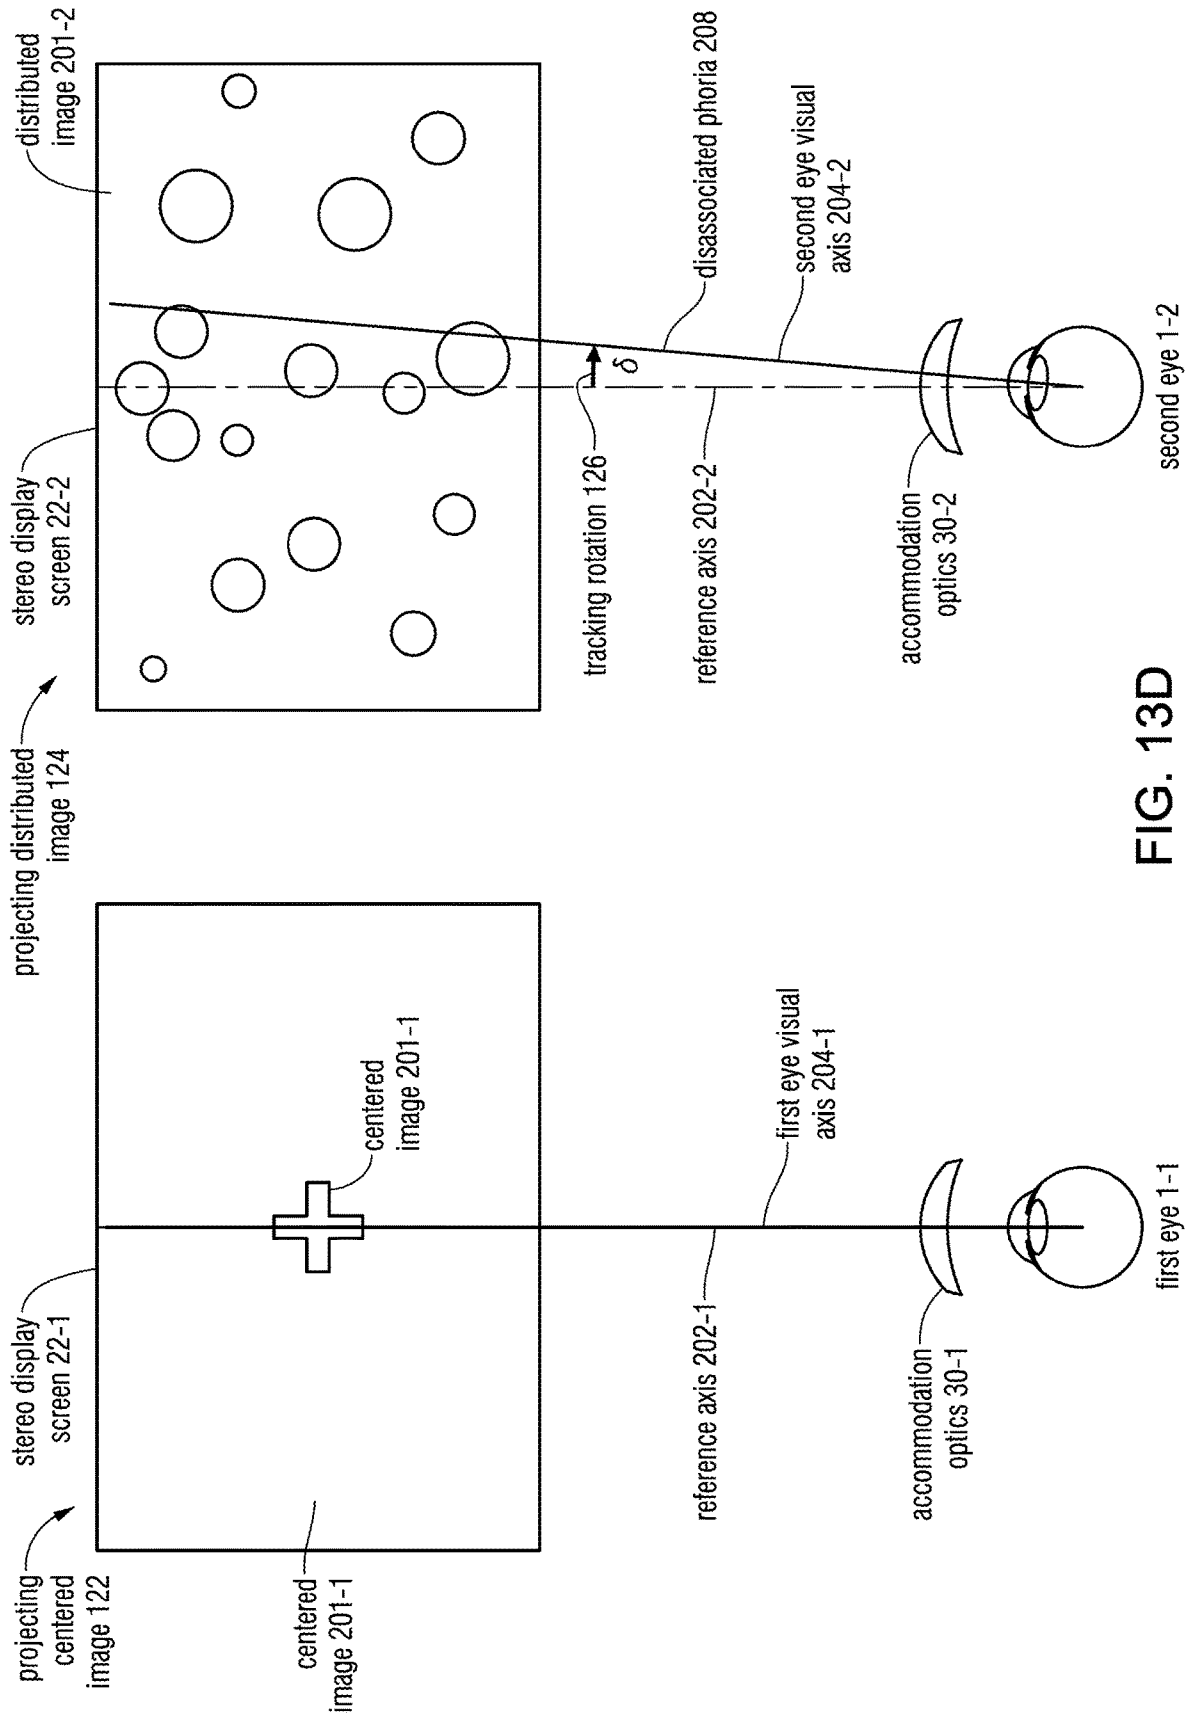 projecting
centered
image 122
stereo display
screen 22-1
centered
image 201-1
centered
image 201-1
reference axis 202-1
first eye visual
axis 204-1
accommodation
optics 30-1
first eye 1-1
projecting distributed
image 124
stereo display
screen 22-2
distributed
image 201-2
tracking rotation 126
δ
disassociated phoria 208
reference axis 202-2
second eye visual
axis 204-2
accommodation
optics 30-2
second eye 1-2
FIG. 13D